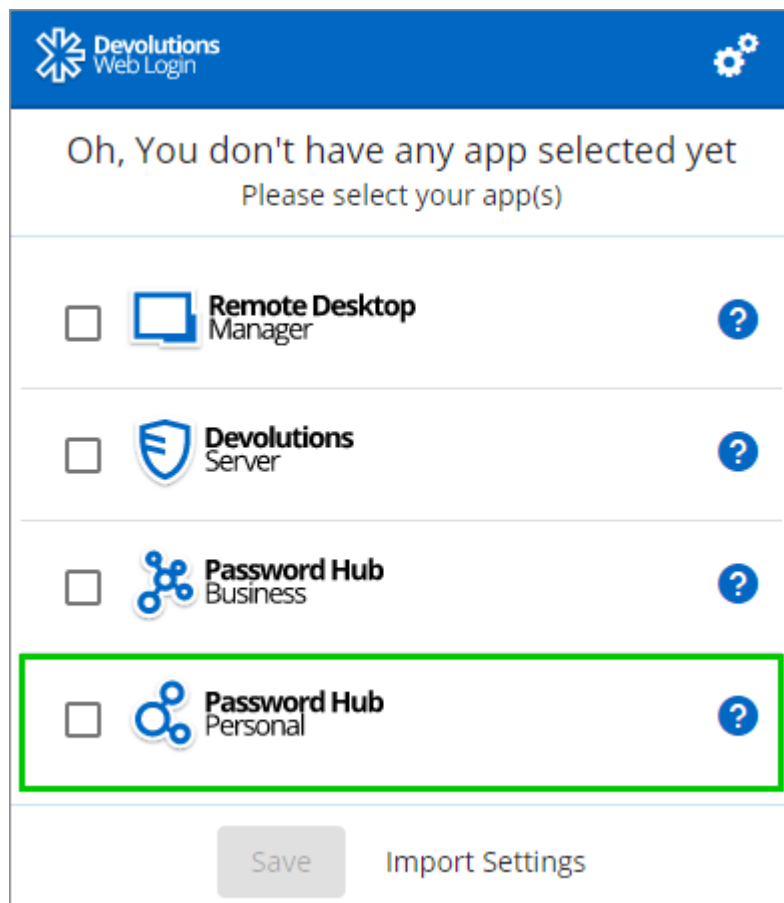 Devolutions
Web Login
Oh, You don't have any app selected yet
Please select your app(s)
Remote Desktop
Manager
?
Devolutions
Server
?
Password Hub
Business
?
Password Hub
Personal
?
Save Import Settings